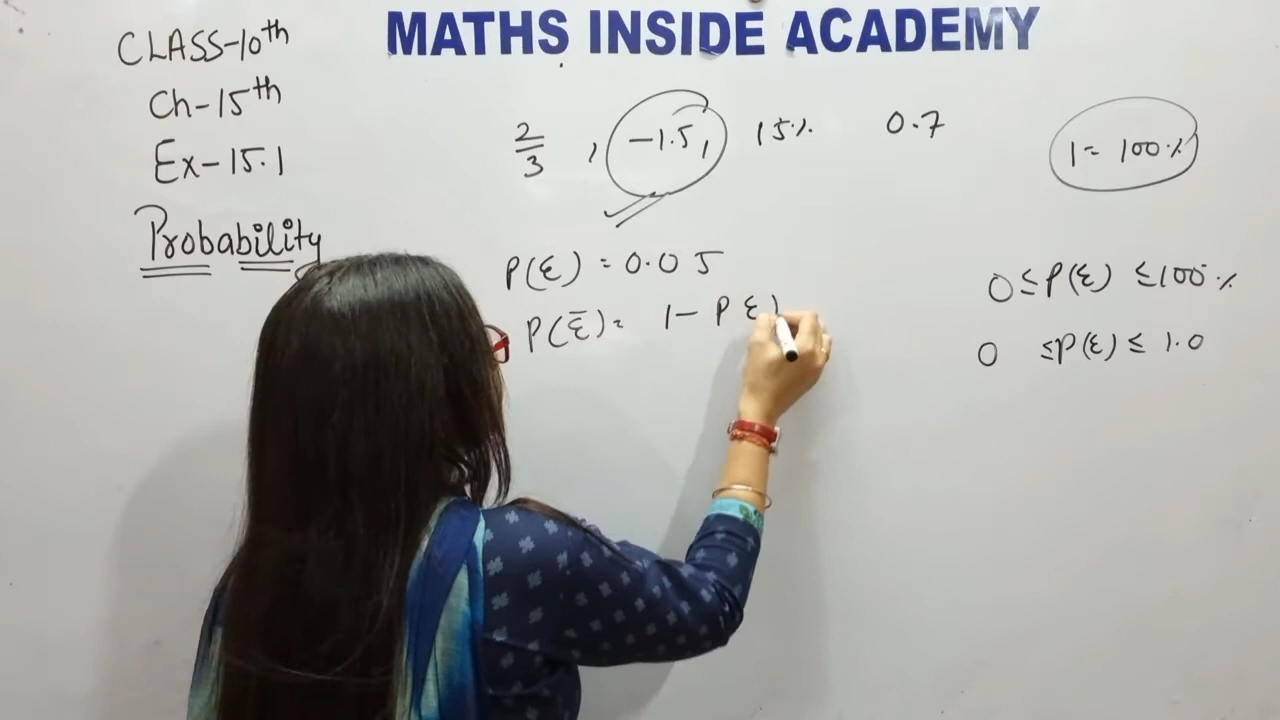 MATHS INSIDE ACADEMY
CLASS-10th
Ch-15th
Ex-15.1
Probability
2/3 , -1.5, 15% 0.7
1 = 100%
P(E) = 0.05
P(Ē) = 1 - P E)
0 ≤ P(E) ≤ 100%
0 ≤ P(E) ≤ 1.0